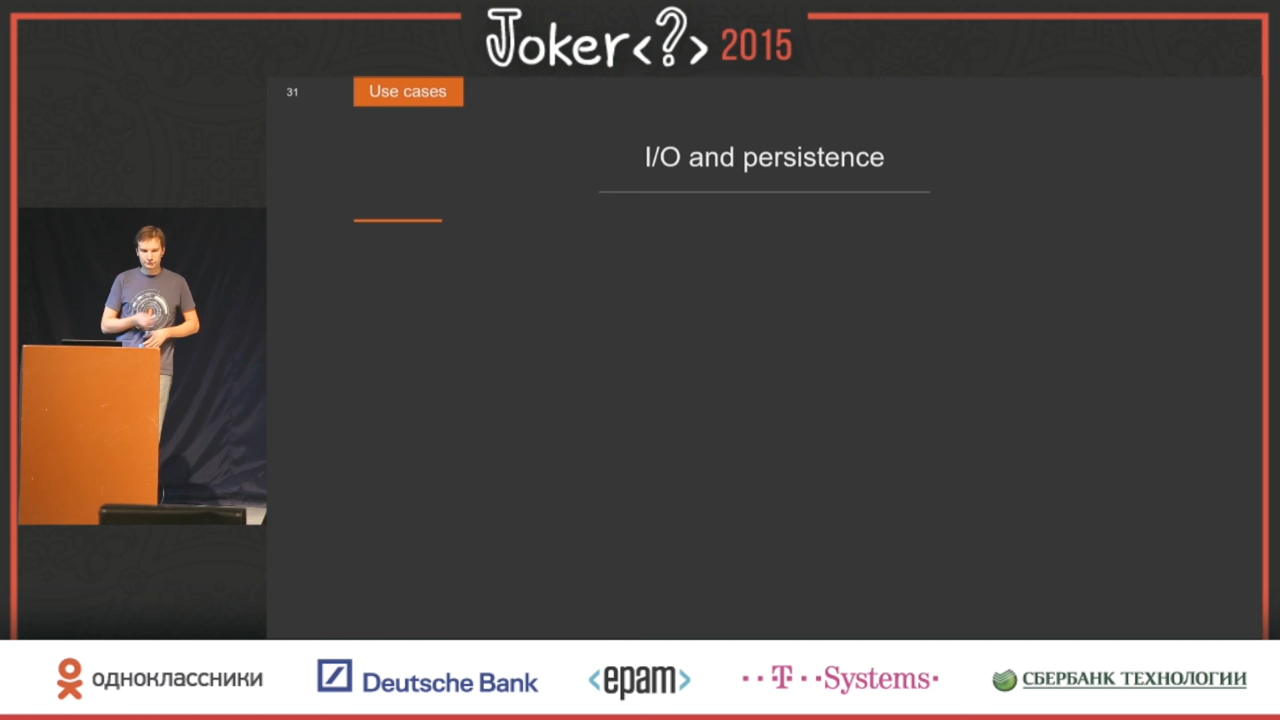 Joker<?> 2015
31
Use cases
I/O and persistence
одноклассники
Deutsche Bank
<epam>
··T··Systems·
СБЕРБАНК ТЕХНОЛОГИИ